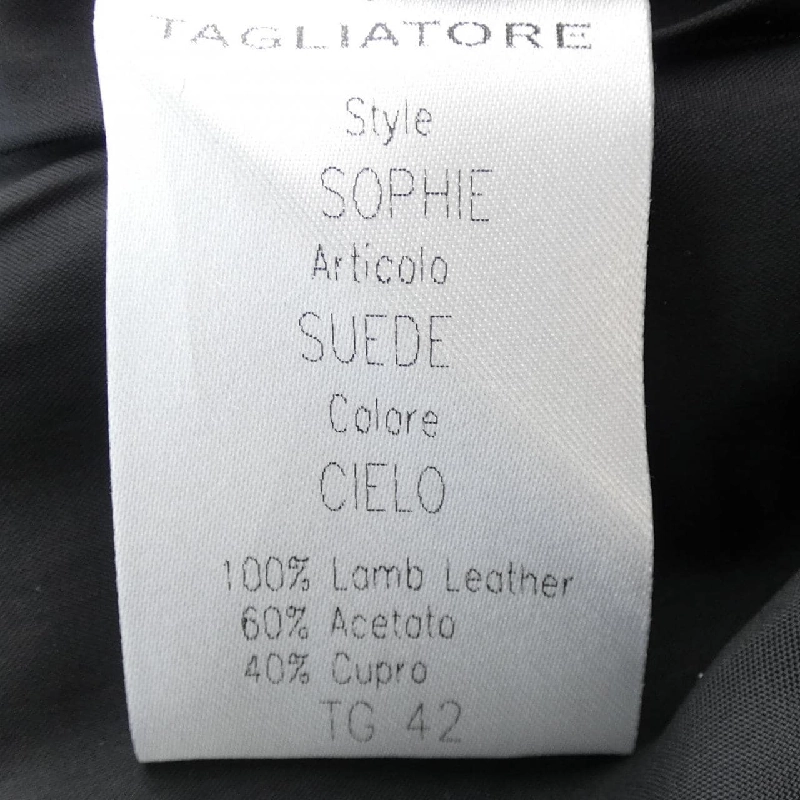 TAGLIATORE
Style
SOPHIE
Articolo
SUEDE
Colore
CIELO
100% Lamb Leather
60% Acetato
40% Cupro
TG 42